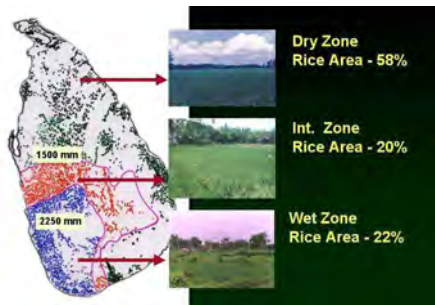 Dry Zone
Rice Area - 58%
1500 mm
Int. Zone
Rice Area - 20%
2250 mm
Wet Zone
Rice Area - 22%